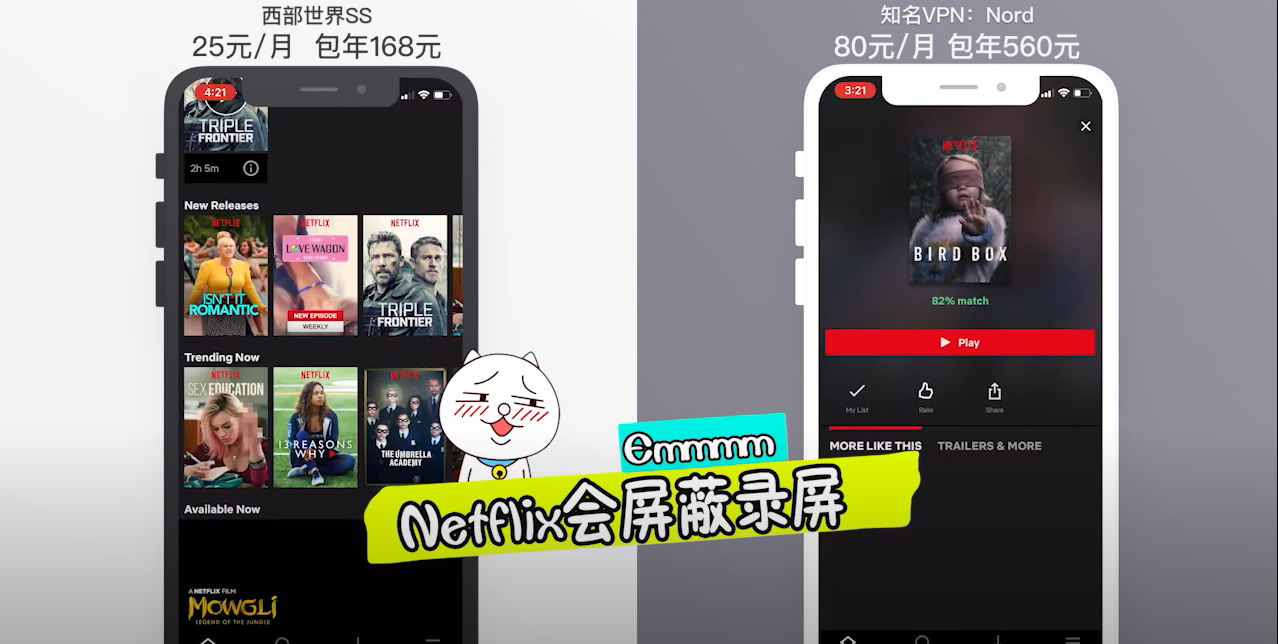 西部世界SS
25元/月 包年168元
4:21
TRIPLE
FRONTIER
2h 5m
New Releases
NETFLIX
ISN'T IT
ROMANTIC
NETFLIX
LOVE WAGON
NEW EPISODE
WEEKLY
NETFLIX
TRIPLE
FRONTIER
Trending Now
NETFLIX
SEX EDUCATION
NETFLIX
13 REASONS
WHY
NETFLIX
THE UMBRELLA
ACADEMY
Available Now
A NETFLIX FILM
MOWGLI
LEGEND OF THE JUNGLE
知名VPN：Nord
80元/月 包年560元
3:21
NETFLIX
BIRD BOX
82% match
Play
My List
Rate
Share
MORE LIKE THIS
TRAILERS & MORE
Emmmm
Netflix会屏蔽录屏